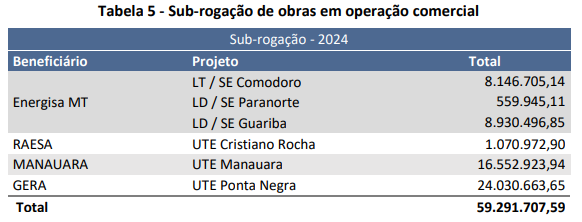 Tabela 5 - Sub-rogação de obras em operação comercial
Sub-rogação - 2024
Beneficiário Projeto Total
Energisa MT
LT / SE Comodoro 8.146.705,14
LD / SE Paranorte 559.945,11
LD / SE Guariba 8.930.496,85
RAESA UTE Cristiano Rocha 1.070.972,90
MANAUARA UTE Manauara 16.552.923,94
GERA UTE Ponta Negra 24.030.663,65
Total 59.291.707,59